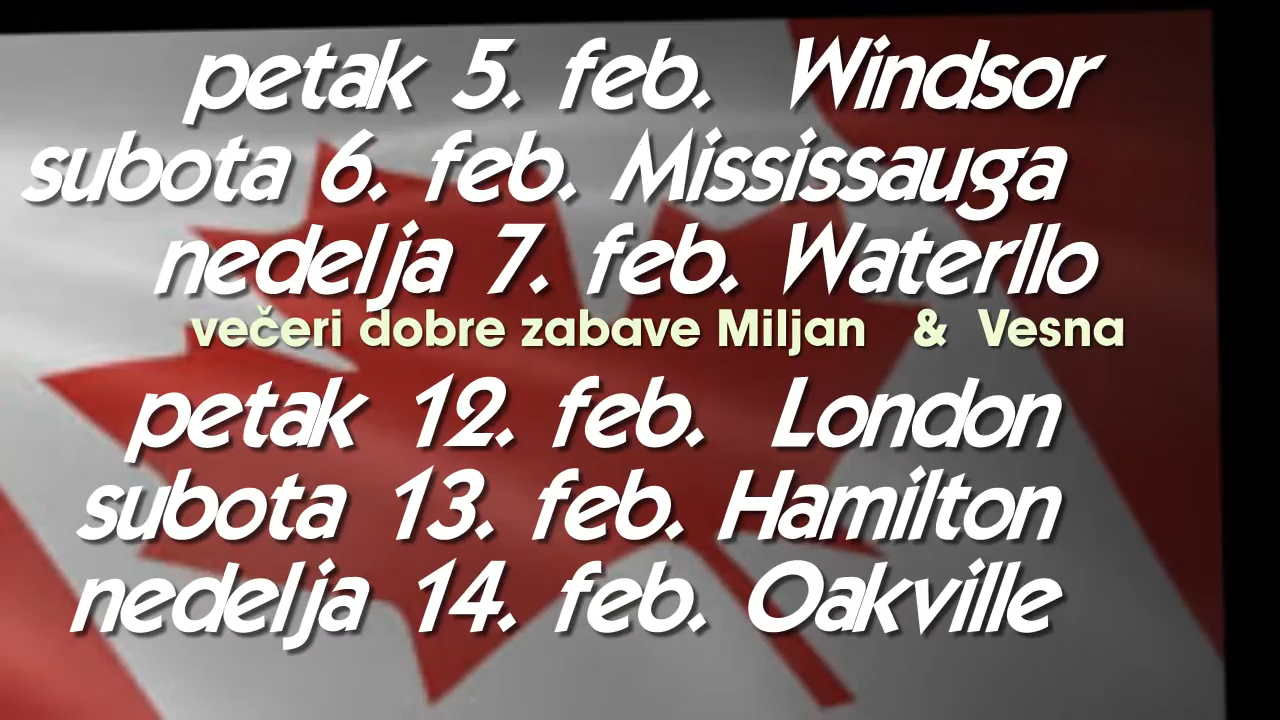 petak 5. feb. Windsor
subota 6. feb. Mississauga
nedelja 7. feb. Waterllo
večeri dobre zabave Miljan & Vesna
petak 12. feb. London
subota 13. feb. Hamilton
nedelja 14. feb. Oakville